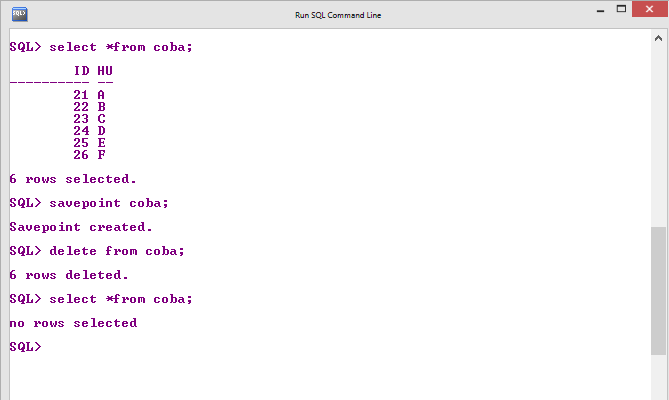 Run SQL Command Line
SQL> select *from coba;
ID HU
---------- --
21 A
22 B
23 C
24 D
25 E
26 F
6 rows selected.
SQL> savepoint coba;
Savepoint created.
SQL> delete from coba;
6 rows deleted.
SQL> select *from coba;
no rows selected
SQL>